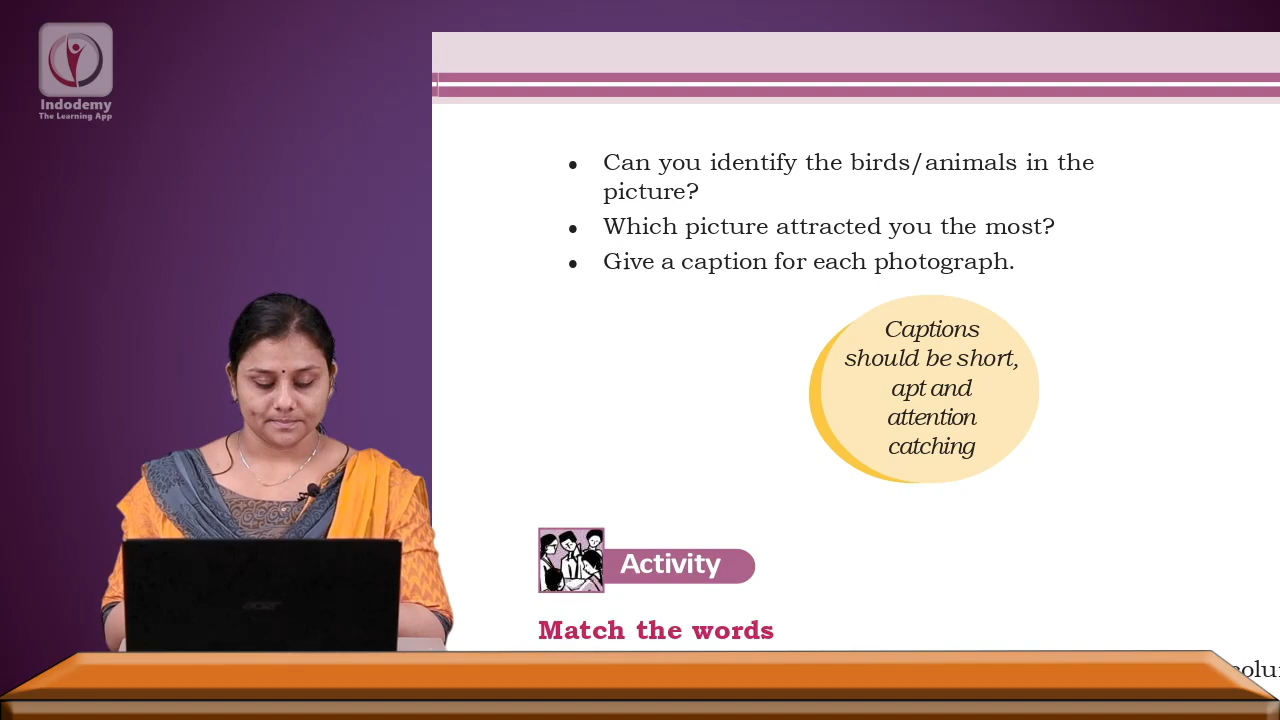 Indodemy
The Learning App
• Can you identify the birds/animals in the
picture?
• Which picture attracted you the most?
• Give a caption for each photograph.
Captions
should be short,
apt and
attention
catching
Activity
Match the words
acer